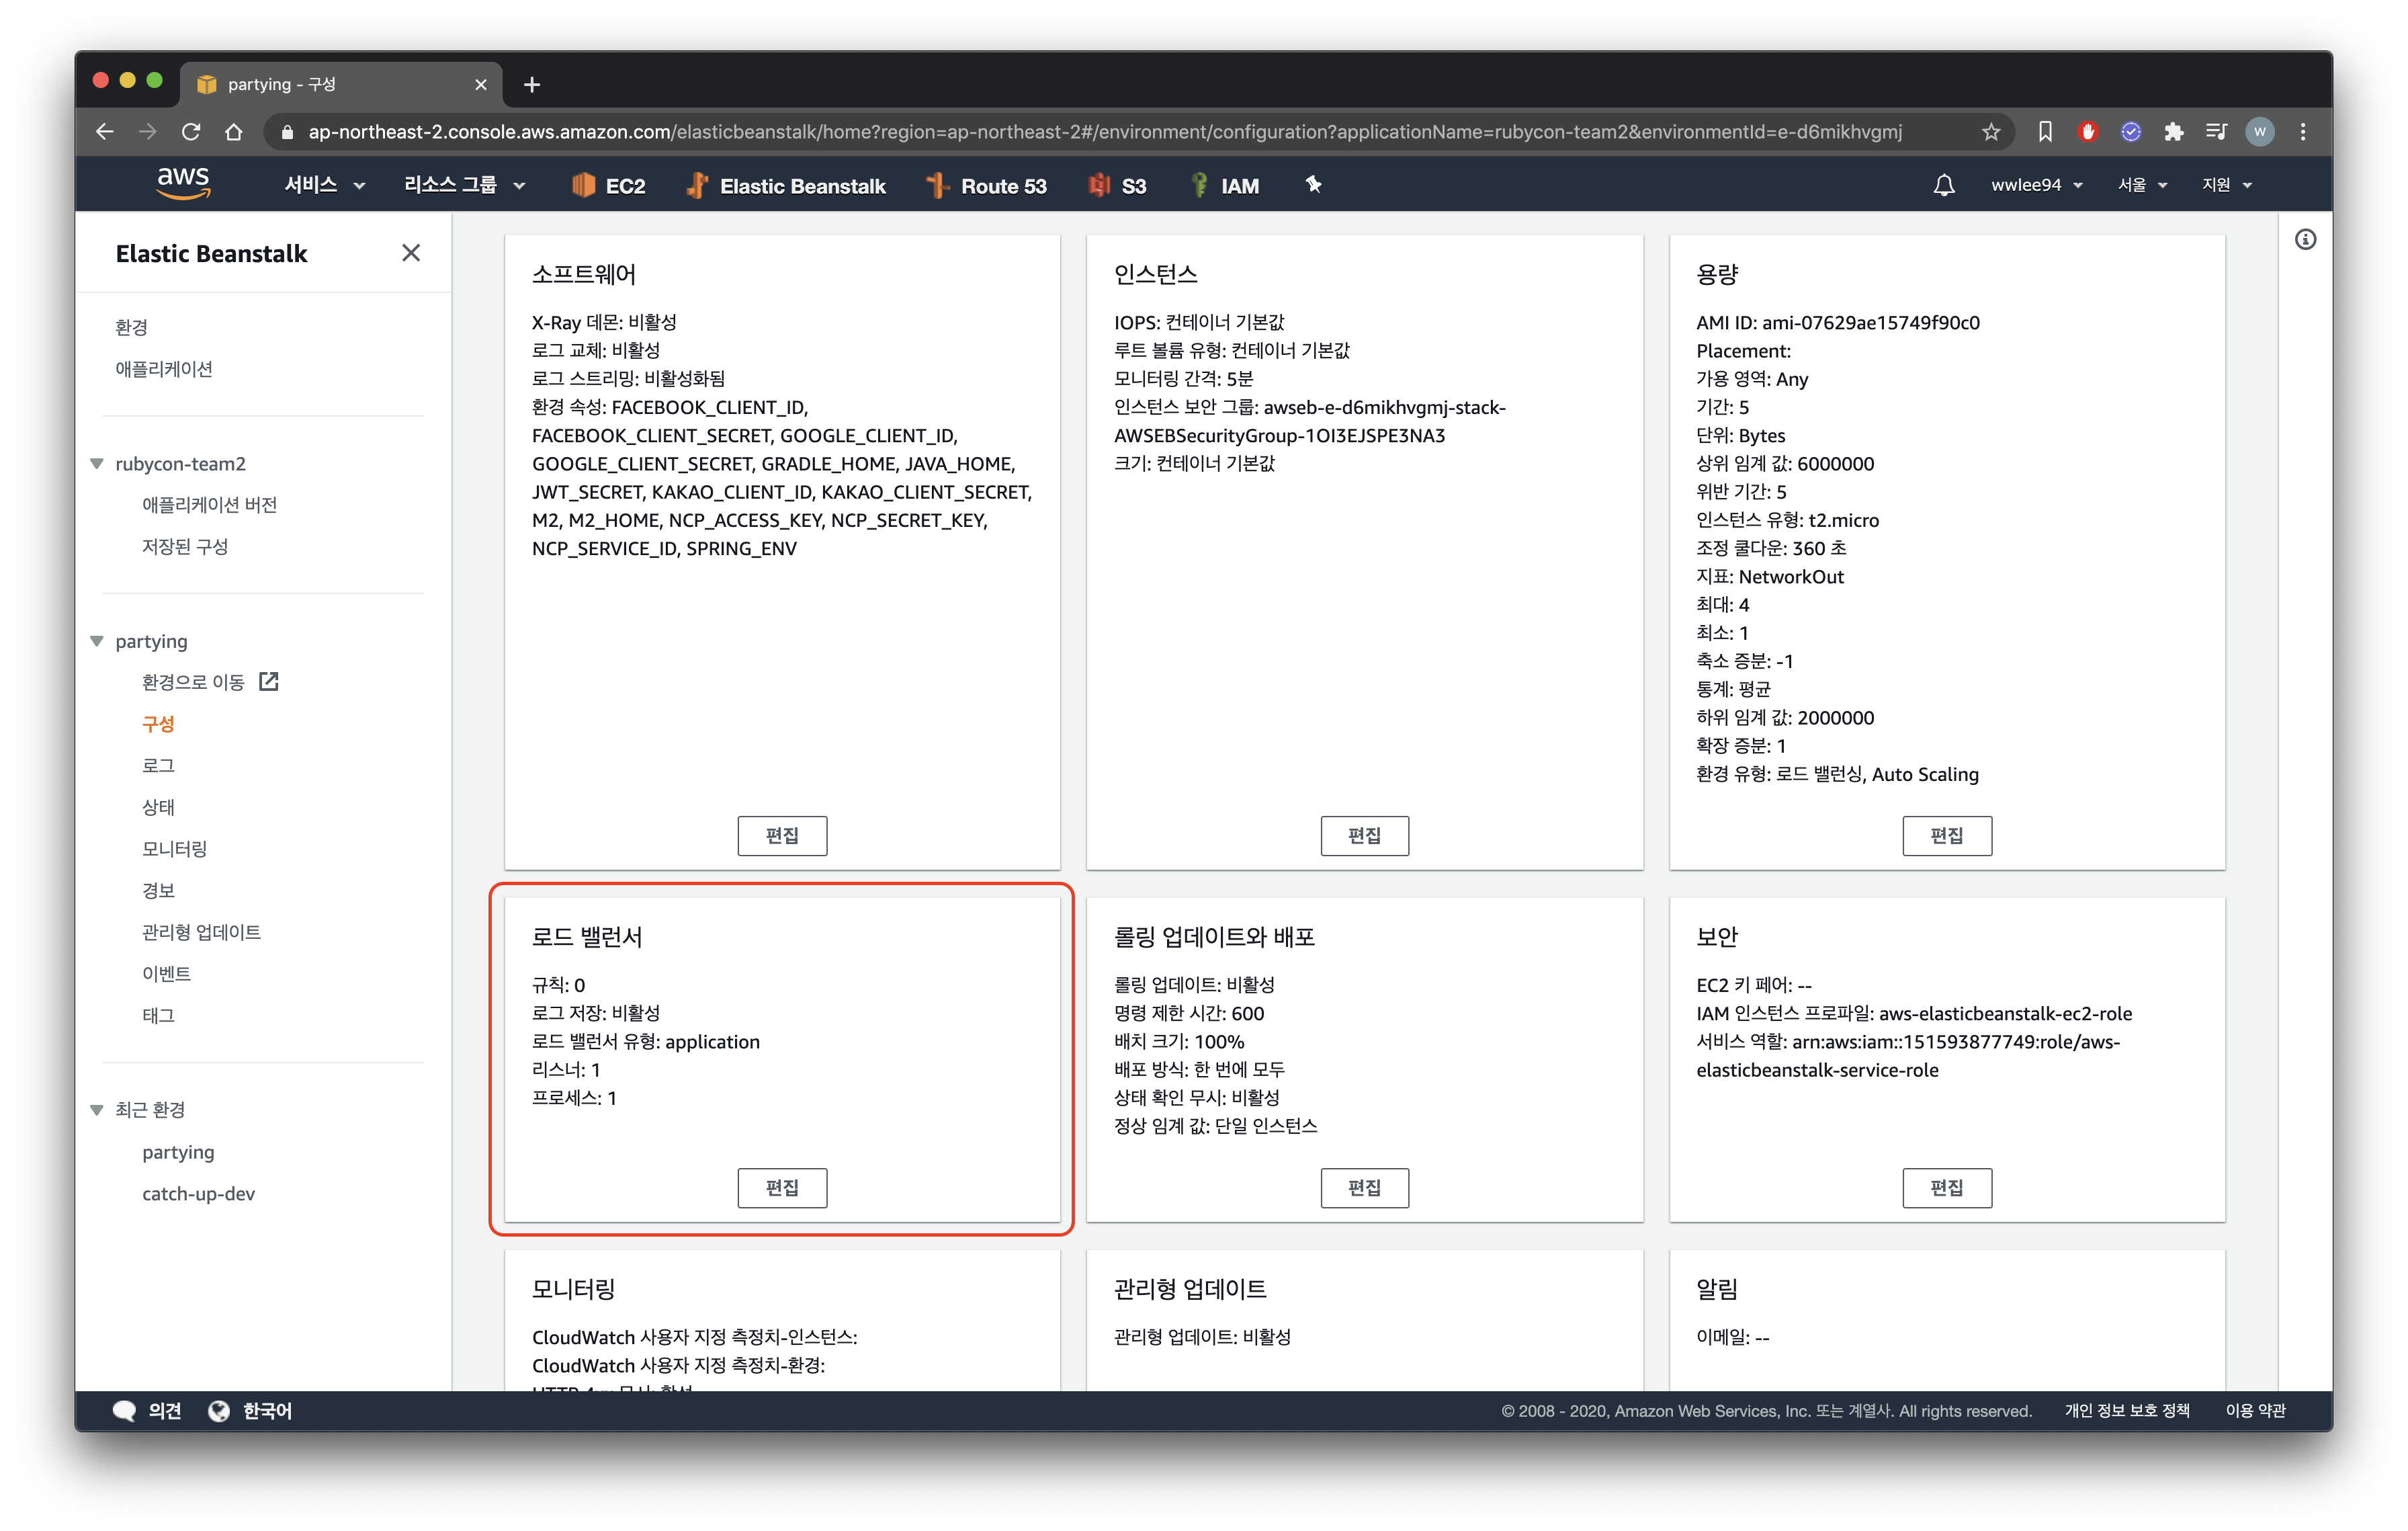 partying - 구성
ap-northeast-2.console.aws.amazon.com/elasticbeanstalk/home?region=ap-northeast-2#/environment/configuration?applicationName=rubycon-team2&environmentId=e-d6mikhvgmj
W
aws
서비스
리소스 그룹
EC2
Elastic Beanstalk
Route 53
S3
IAM
wwlee94
서울
지원
Elastic Beanstalk
환경
애플리케이션
rubycon-team2
애플리케이션 버전
저장된 구성
partying
환경으로 이동
구성
로그
상태
모니터링
경보
관리형 업데이트
이벤트
태그
최근 환경
partying
catch-up-dev
소프트웨어
X-Ray 데몬: 비활성
로그 교체: 비활성
로그 스트리밍: 비활성화됨
환경 속성: FACEBOOK_CLIENT_ID,
FACEBOOK_CLIENT_SECRET, GOOGLE_CLIENT_ID,
GOOGLE_CLIENT_SECRET, GRADLE_HOME, JAVA_HOME,
JWT_SECRET, KAKAO_CLIENT_ID, KAKAO_CLIENT_SECRET,
M2, M2_HOME, NCP_ACCESS_KEY, NCP_SECRET_KEY,
NCP_SERVICE_ID, SPRING_ENV
편집
인스턴스
IOPS: 컨테이너 기본값
루트 볼륨 유형: 컨테이너 기본값
모니터링 간격: 5분
인스턴스 보안 그룹: awseb-e-d6mikhvgmj-stack-
AWSEBSecurityGroup-1OI3EJSPE3NA3
크기: 컨테이너 기본값
편집
용량
AMI ID: ami-07629ae15749f90c0
Placement:
가용 영역: Any
기간: 5
단위: Bytes
상위 임계 값: 6000000
위반 기간: 5
인스턴스 유형: t2.micro
조정 쿨다운: 360 초
지표: NetworkOut
최대: 4
최소: 1
축소 증분: -1
통계: 평균
하위 임계 값: 2000000
확장 증분: 1
환경 유형: 로드 밸런싱, Auto Scaling
편집
로드 밸런서
규칙: 0
로그 저장: 비활성
로드 밸런서 유형: application
리스너: 1
프로세스: 1
편집
롤링 업데이트와 배포
롤링 업데이트: 비활성
명령 제한 시간: 600
배치 크기: 100%
배포 방식: 한 번에 모두
상태 확인 무시: 비활성
정상 임계 값: 단일 인스턴스
편집
보안
EC2 키 페어: --
IAM 인스턴스 프로파일: aws-elasticbeanstalk-ec2-role
서비스 역할: arn:aws:iam::151593877749:role/aws-
elasticbeanstalk-service-role
편집
모니터링
CloudWatch 사용자 지정 측정치-인스턴스:
CloudWatch 사용자 지정 측정치-환경:
관리형 업데이트
관리형 업데이트: 비활성
알림
이메일: --
의견
한국어
© 2008 - 2020, Amazon Web Services, Inc. 또는 계열사. All rights reserved.
개인 정보 보호 정책
이용 약관